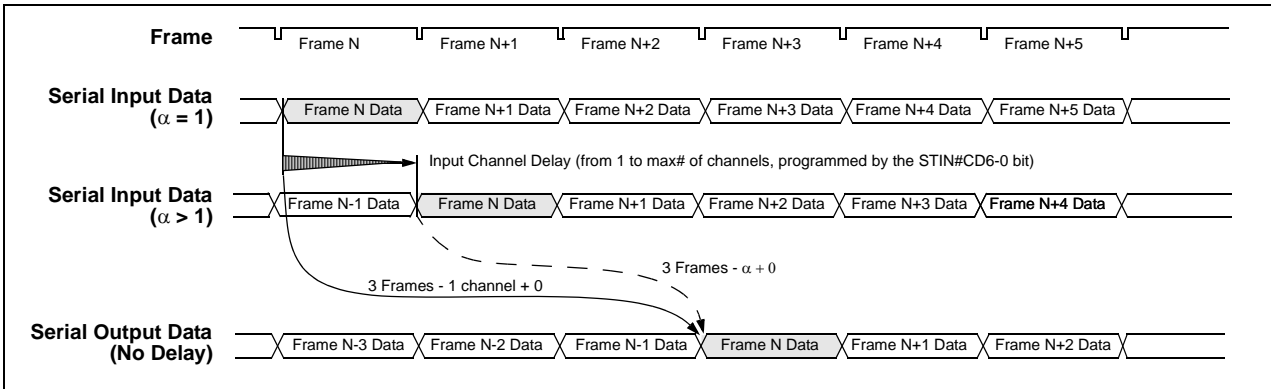 Frame
Frame N Frame N+1 Frame N+2 Frame N+3 Frame N+4 Frame N+5
Serial Input Data
(α = 1)
Frame N Data Frame N+1 Data Frame N+2 Data Frame N+3 Data Frame N+4 Data Frame N+5 Data
Input Channel Delay (from 1 to max# of channels, programmed by the STIN#CD6-0 bit)
Serial Input Data
(α > 1)
Frame N-1 Data Frame N Data Frame N+1 Data Frame N+2 Data Frame N+3 Data Frame N+4 Data
3 Frames - α + 0
3 Frames - 1 channel + 0
Serial Output Data
(No Delay)
Frame N-3 Data Frame N-2 Data Frame N-1 Data Frame N Data Frame N+1 Data Frame N+2 Data